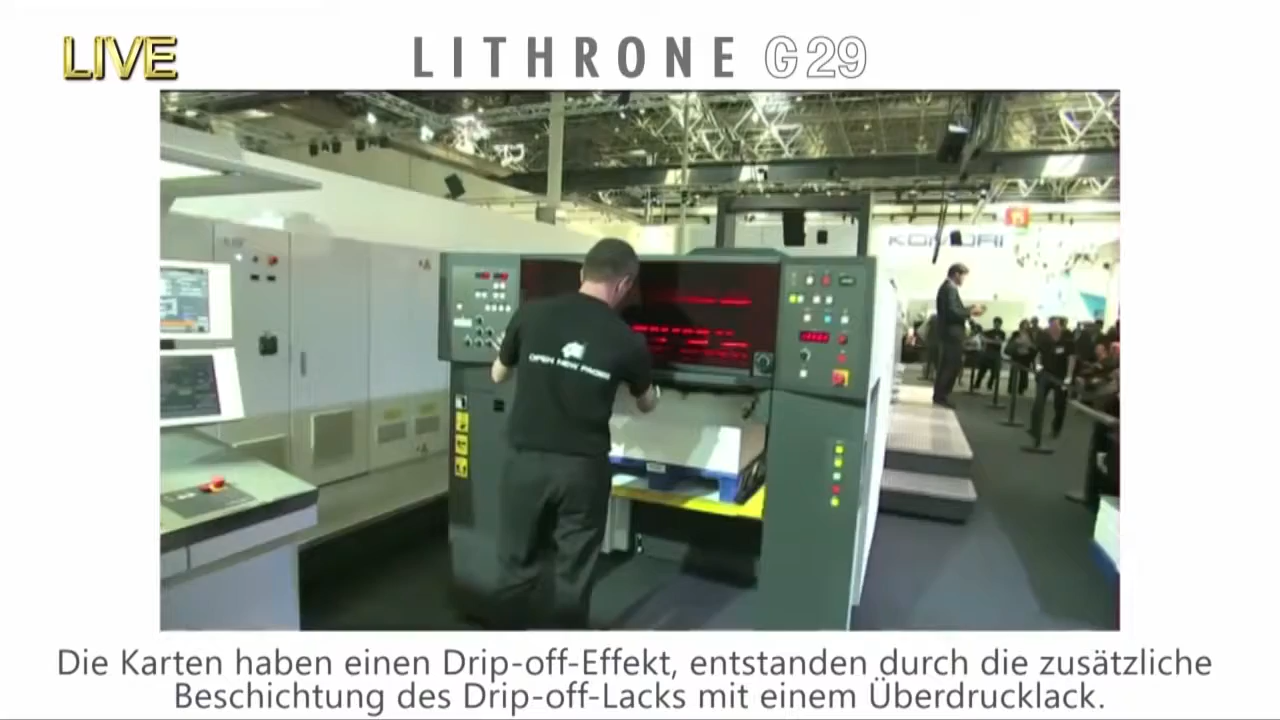 LIVE
LITHRONE G29
KOMORI
OPEN NEW PAGES
Die Karten haben einen Drip-off-Effekt, entstanden durch die zusätzliche
Beschichtung des Drip-off-Lacks mit einem Überdrucklack.